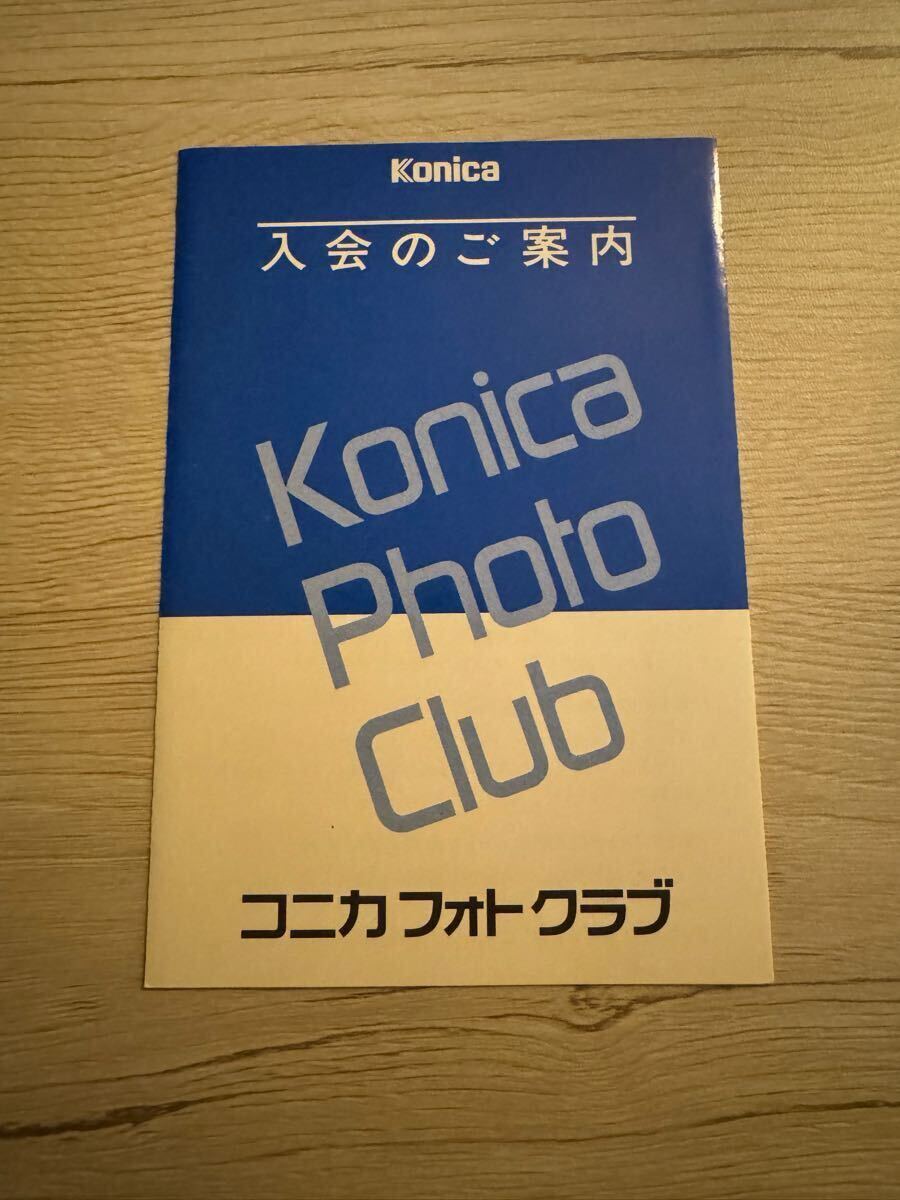 Konica
入会のご案内
Konica
Photo
Club
コニカ フォト クラブ